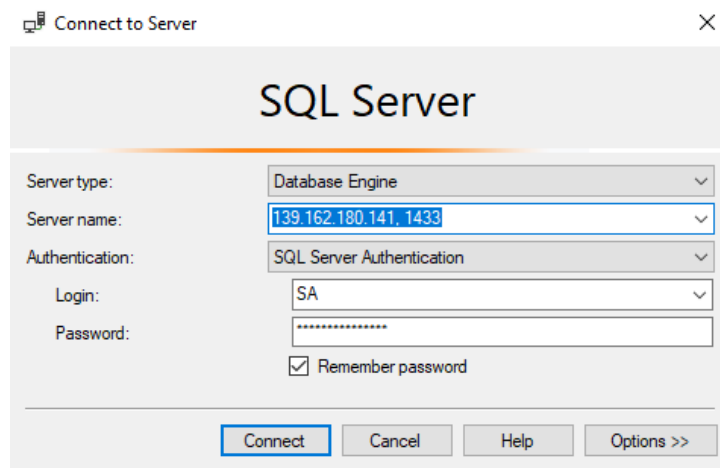 Connect to Server
SQL Server
Server type: Database Engine
Server name: 139.162.180.141, 1433
Authentication: SQL Server Authentication
Login: SA
Password: ***************
Remember password
Connect Cancel Help Options >>